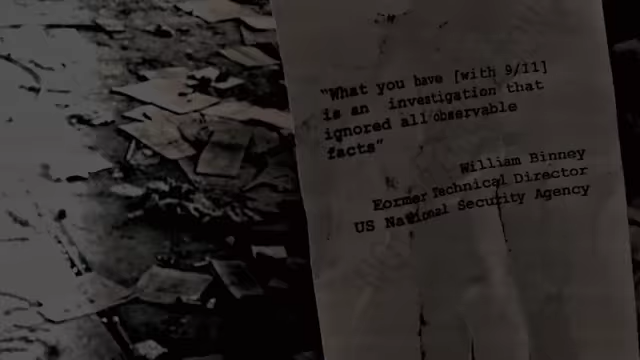 “What you have [with 9/11]
is an investigation that
ignored all observable
facts”
William Binney
Former Technical Director
US National Security Agency